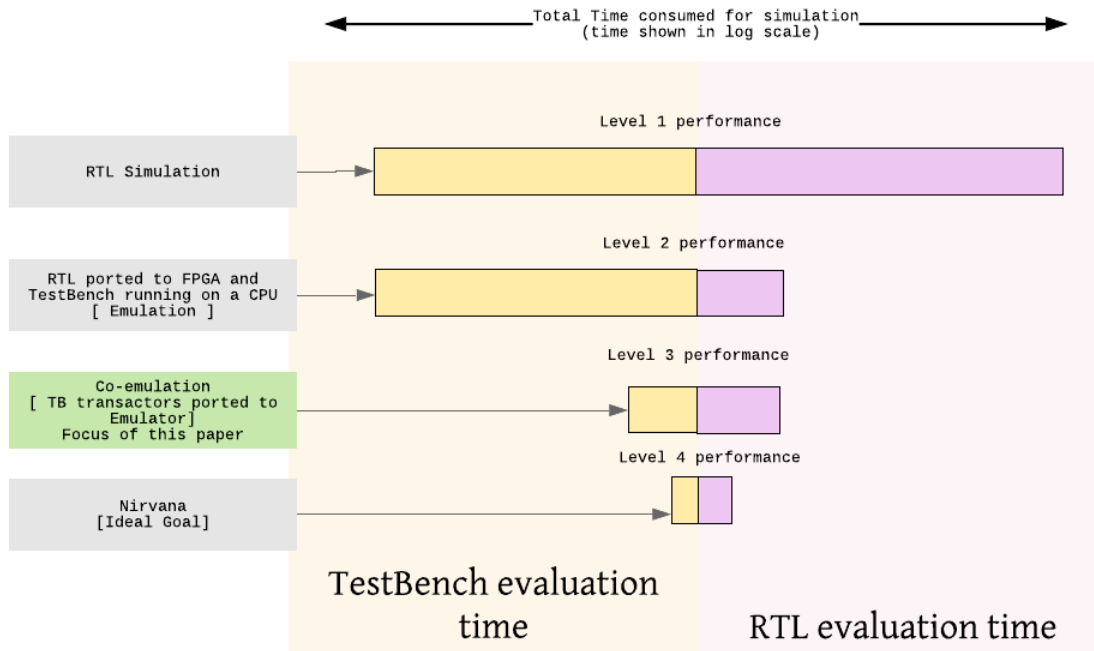 Total Time consumed for simulation
(time shown in log scale)
Level 1 performance
RTL Simulation
Level 2 performance
RTL ported to FPGA and
TestBench running on a CPU
[ Emulation ]
Level 3 performance
Co-emulation
[ TB transactors ported to
Emulator]
Focus of this paper
Level 4 performance
Nirvana
[Ideal Goal]
TestBench evaluation
time
RTL evaluation time